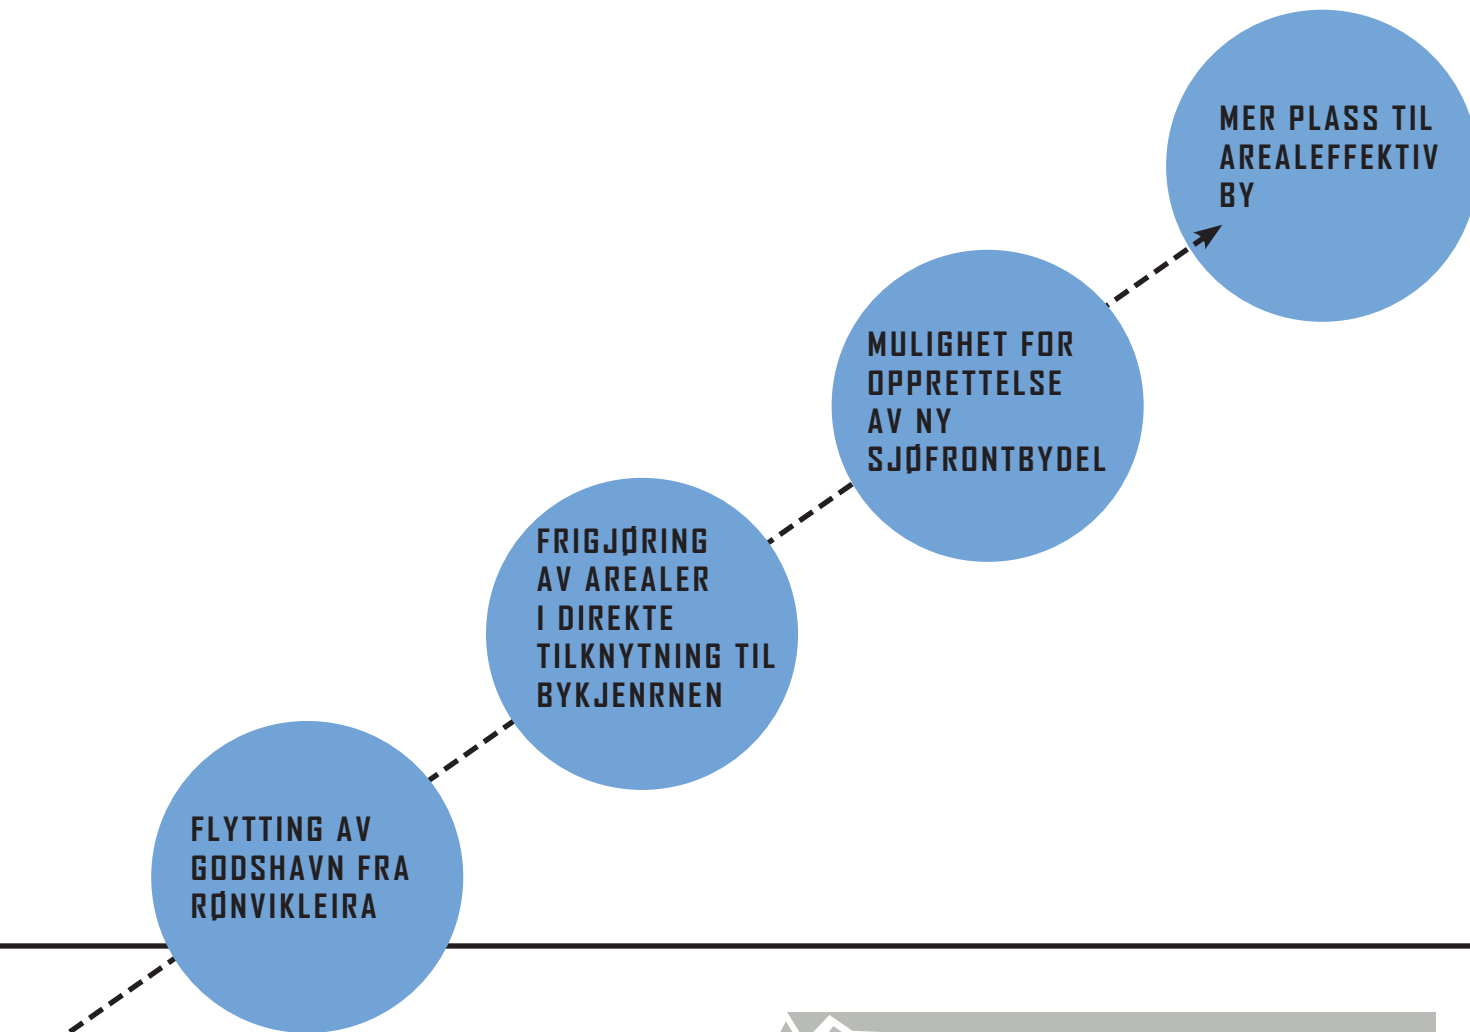 MER PLASS TIL
AREALEFFEKTIV
BY
MULIGHET FOR
OPPRETTELSE
AV NY
SJØFRONTBYDEL
FRIGJØRING
AV AREALER
I DIREKTE
TILKNYTNING TIL
BYKJENRNEN
FLYTTING AV
GODSHAVN FRA
RØNVIKLEIRA